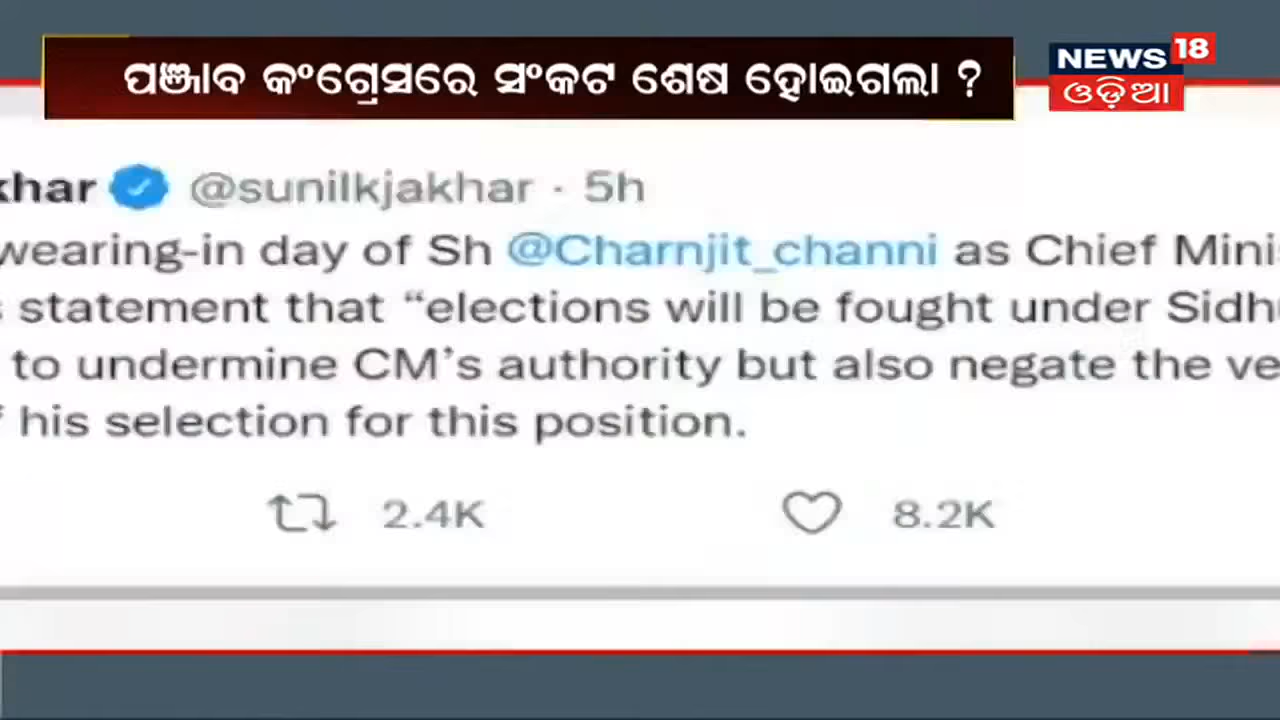 ପଞ୍ଜାବ କଂଗ୍ରେସରେ ସଂକଟ ଶେଷ ହୋଇଗଲା ?
NEWS 18
ଓଡ଼ିଆ
khar @sunilkjakhar · 5h
wearing-in day of Sh @Charnjit_channi as Chief Minis
s statement that “elections will be fought under Sidhu
to undermine CM’s authority but also negate the ve
f his selection for this position.
2.4K 8.2K